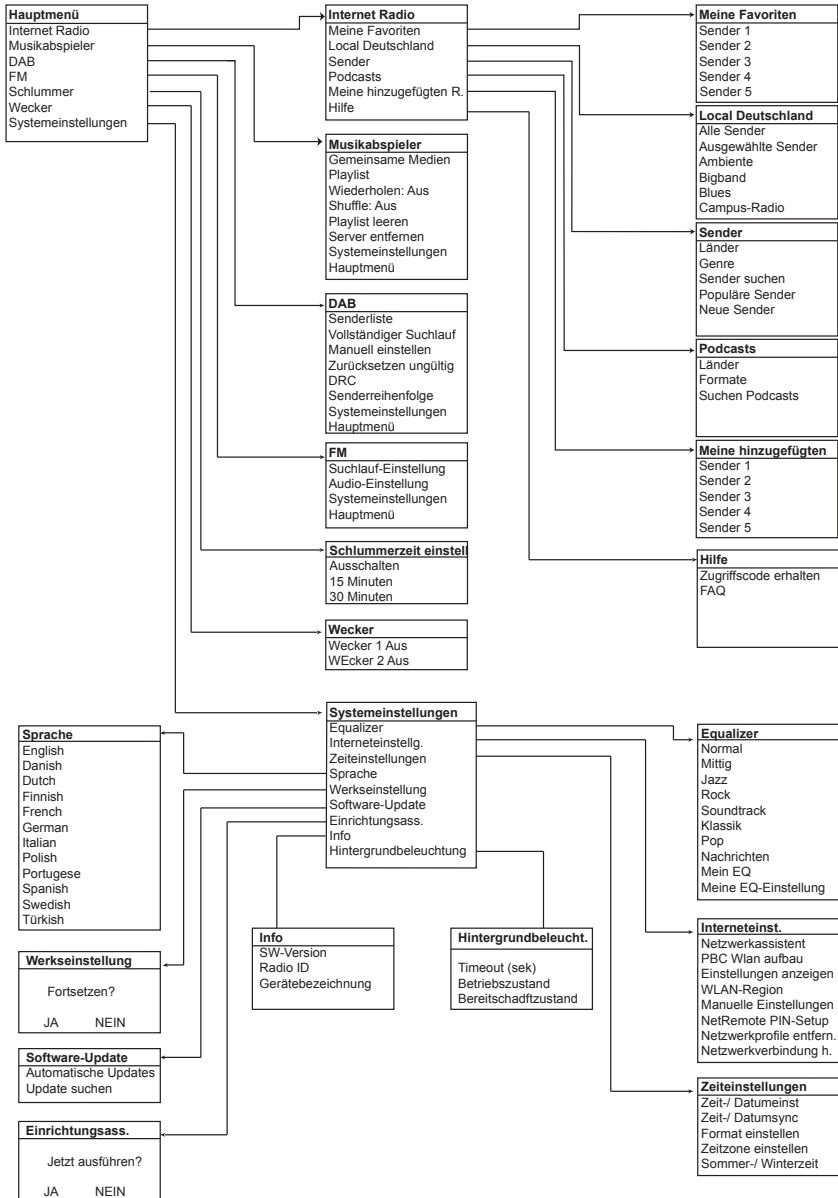 Hauptmenü
Internet Radio
Musikabspieler
DAB
FM
Schlummer
Wecker
Systemeinstellungen
Internet Radio
Meine Favoriten
Local Deutschland
Sender
Podcasts
Meine hinzugefügten R.
Hilfe
Musikabspieler
Gemeinsame Medien
Playlist
Wiederholen: Aus
Shuffle: Aus
Playlist leeren
Server entfernen
Systemeinstellungen
Hauptmenü
DAB
Senderliste
Vollständiger Suchlauf
Manuell einstellen
Zurücksetzen ungültig
DRC
Senderreihenfolge
Systemeinstellungen
Hauptmenü
FM
Suchlauf-Einstellung
Audio-Einstellung
Systemeinstellungen
Hauptmenü
Schlummerzeit einstell
Ausschalten
15 Minuten
30 Minuten
Wecker
Wecker 1 Aus
WEcker 2 Aus
Meine Favoriten
Sender 1
Sender 2
Sender 3
Sender 4
Sender 5
Local Deutschland
Alle Sender
Ausgewählte Sender
Ambiente
Bigband
Blues
Campus-Radio
Sender
Länder
Genre
Sender suchen
Populäre Sender
Neue Sender
Podcasts
Länder
Formate
Suchen Podcasts
Meine hinzugefügten
Sender 1
Sender 2
Sender 3
Sender 4
Sender 5
Hilfe
Zugriffscode erhalten
FAQ
Systemeinstellungen
Equalizer
Interneteinstellg.
Zeiteinstellungen
Sprache
Werkseinstellung
Software-Update
Einrichtungsass.
Info
Hintergrundbeleuchtung
Sprache
English
Danish
Dutch
Finnish
French
German
Italian
Polish
Portugese
Spanish
Swedish
Türkish
Werkseinstellung
Fortsetzen?
JA NEIN
Software-Update
Automatische Updates
Update suchen
Einrichtungsass.
Jetzt ausführen?
JA NEIN
Info
SW-Version
Radio ID
Gerätebezeichnung
Hintergrundbeleucht.
Timeout (sek)
Betriebszustand
Bereitschadftzustand
Equalizer
Normal
Mittig
Jazz
Rock
Soundtrack
Klassik
Pop
Nachrichten
Mein EQ
Meine EQ-Einstellung
Interneteinst.
Netzwerkassistent
PBC Wlan aufbau
Einstellungen anzeigen
WLAN-Region
Manuelle Einstellungen
NetRemote PIN-Setup
Netzwerkprofile entfern.
Netzwerkverbindung h.
Zeiteinstellungen
Zeit-/ Datumeinst
Zeit-/ Datumsync
Format einstellen
Zeitzone einstellen
Sommer-/ Winterzeit